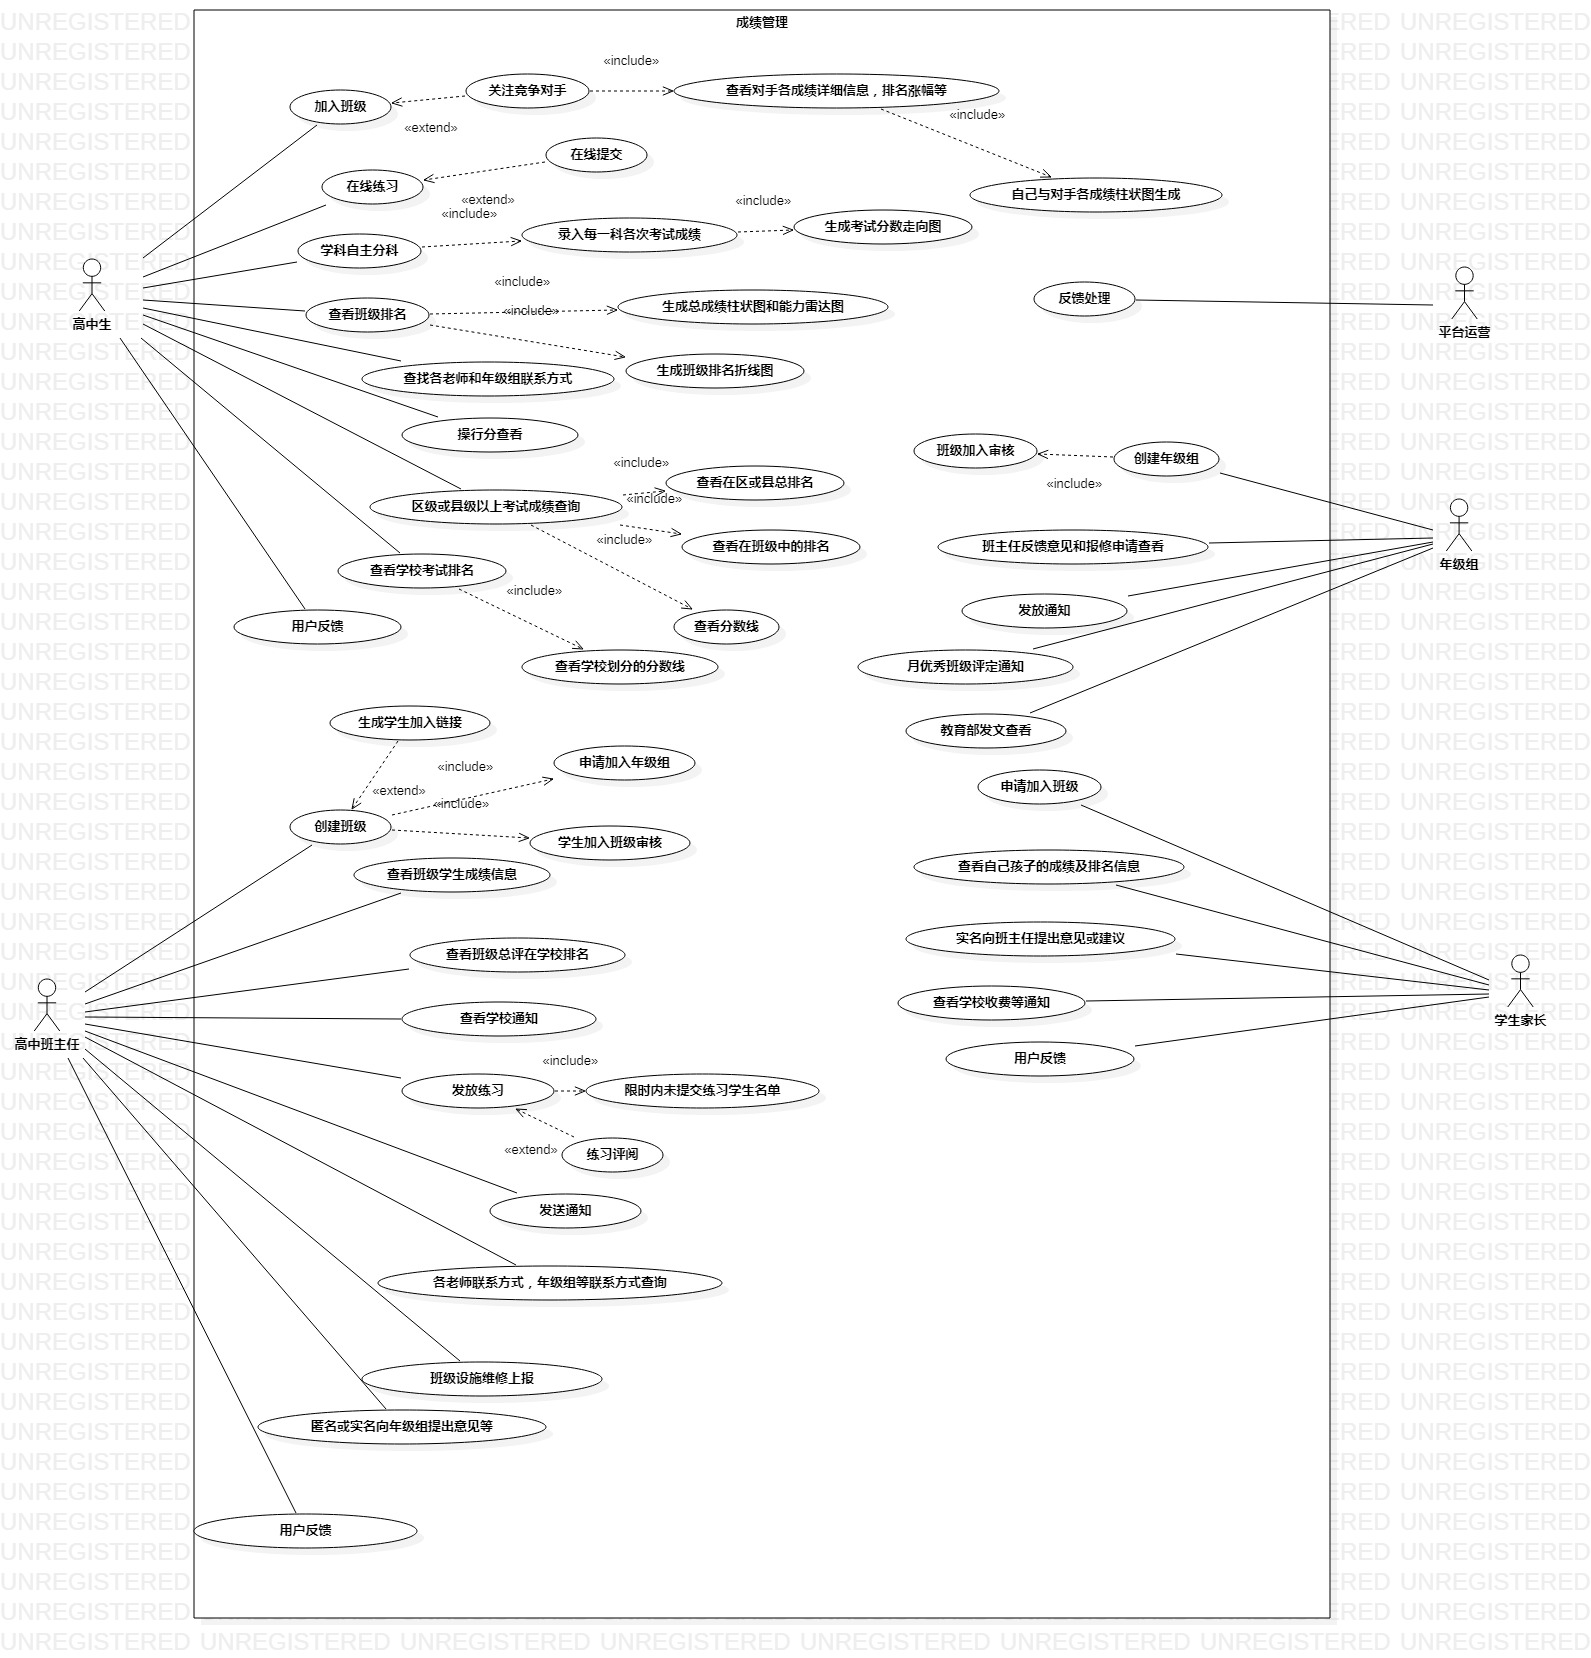 成绩管理
«include»
关注竞争对手
查看对手各成绩详细信息，排名涨幅等
加入班级
«include»
«extend»
在线提交
在线练习
自己与对手各成绩柱状图生成
«extend»
«include»
«include»
录入每一科各次考试成绩
生成考试分数走向图
学科自主分科
«include»
反馈处理
生成总成绩柱状图和能力雷达图
«include»
查看班级排名
高中生
平台运营
生成班级排名折线图
查找各老师和年级组联系方式
操行分查看
班级加入审核
创建年级组
«include»
查看在区或县总排名
«include»
«include»
区级或县级以上考试成绩查询
«include»
查看在班级中的排名
班主任反馈意见和报修申请查看
年级组
查看学校考试排名
«include»
发放通知
用户反馈
查看分数线
查看学校划分的分数线
月优秀班级评定通知
生成学生加入链接
教育部发文查看
申请加入年级组
«include»
申请加入班级
«extend»
«include»
创建班级
学生加入班级审核
查看班级学生成绩信息
查看自己孩子的成绩及排名信息
实名向班主任提出意见或建议
查看班级总评在学校排名
查看学校收费等通知
查看学校通知
学生家长
高中班主任
用户反馈
«include»
发放练习
限时内未提交练习学生名单
«extend»
练习评阅
发送通知
各老师联系方式，年级组等联系方式查询
班级设施维修上报
匿名或实名向年级组提出意见等
用户反馈
UNREGISTERED UNREGISTERED UNREGISTERED UNREGISTERED UNREGISTERED UNREGISTERED UNREGISTERED UNREGISTERED